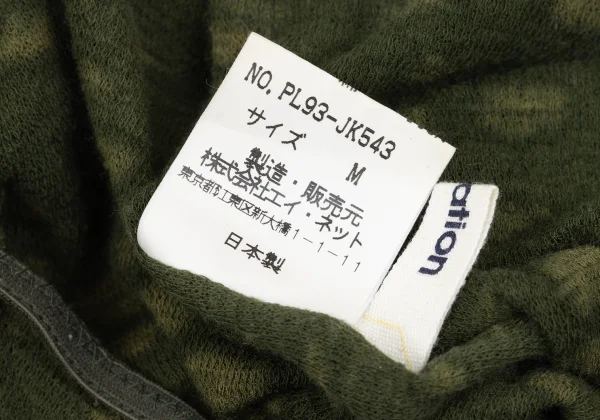 NO. PL93-JK543
サイズ M
製造・販売元
株式会社エイ・ネット
東京都江東区新大橋1-1-11
日本製
ation